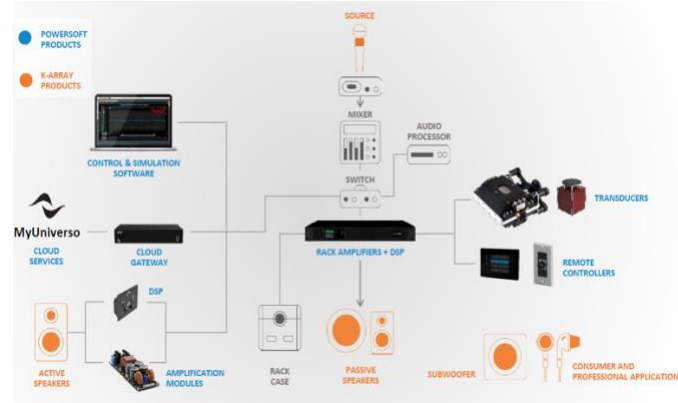 SOURCE
POWERSOFT
PRODUCTS
K-ARRAY
PRODUCTS
MIXER
AUDIO
PROCESSOR
CONTROL & SIMULATION
SOFTWARE
SWITCH
TRANSDUCERS
MyUniverso
CLOUD
SERVICES
CLOUD
GATEWAY
RACK AMPLIFIERS + DSP
REMOTE
CONTROLLERS
DSP
ACTIVE
SPEAKERS
AMPLIFICATION
MODULES
RACK
CASE
PASSIVE
SPEAKERS
SUBWOOFER
CONSUMER AND
PROFESSIONAL APPLICATION